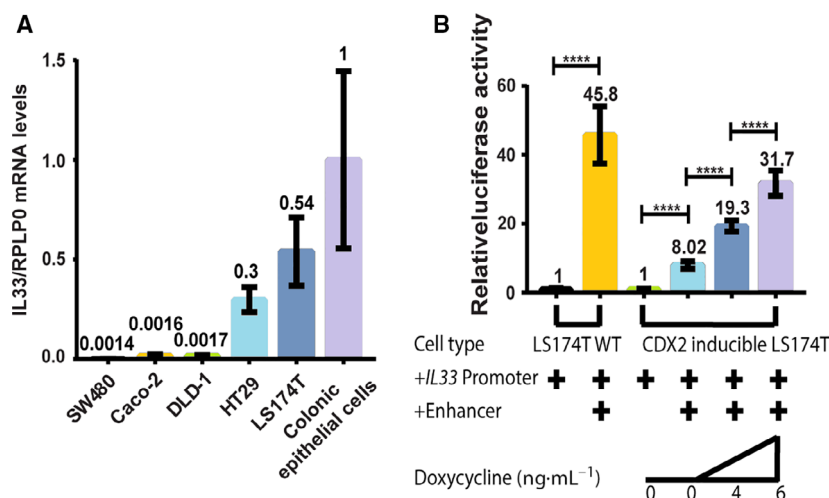 A
IL33/RPLP0 mRNA levels
1.5
1.0
0.5
0.0
0.0014
0.0016
0.0017
0.3
0.54
1
SW480
Caco-2
DLD-1
HT29
LS174T
Colonic
epithelial cells
B
Relativeluciferase activity
60
40
20
0
**** **** **** ****
1 45.8 1 8.02 19.3 31.7
Cell type LS174T WT CDX2 inducible LS174T
+IL33 Promoter + + + + + +
+Enhancer + + + +
Doxycycline (ng·mL⁻¹) 0 0 4 6